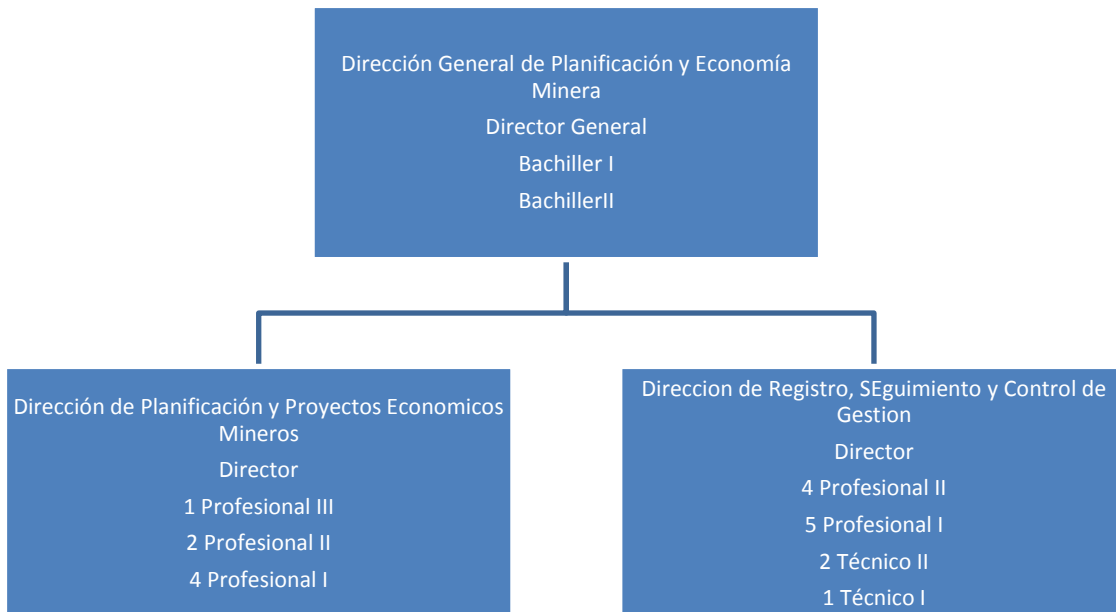 Dirección General de Planificación y Economía
Minera
Director General
Bachiller I
BachillerII
Dirección de Planificación y Proyectos Economicos
Mineros
Director
1 Profesional III
2 Profesional II
4 Profesional I
Direccion de Registro, SEguimiento y Control de
Gestion
Director
4 Profesional II
5 Profesional I
2 Técnico II
1 Técnico I